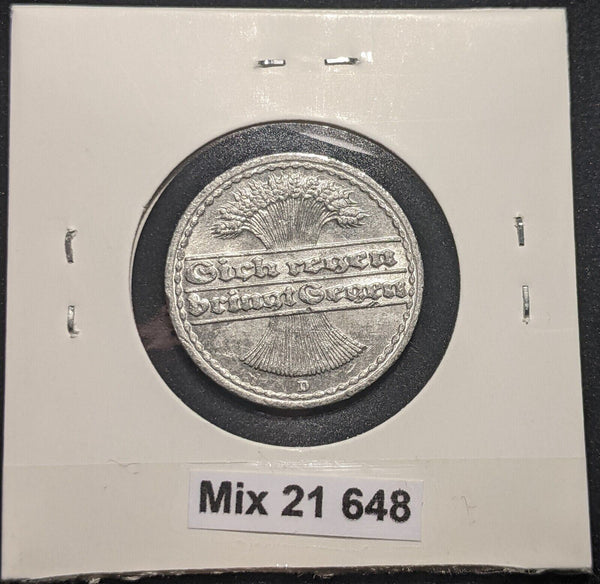 Sich regen
bringt Segen
D
Mix 21 648